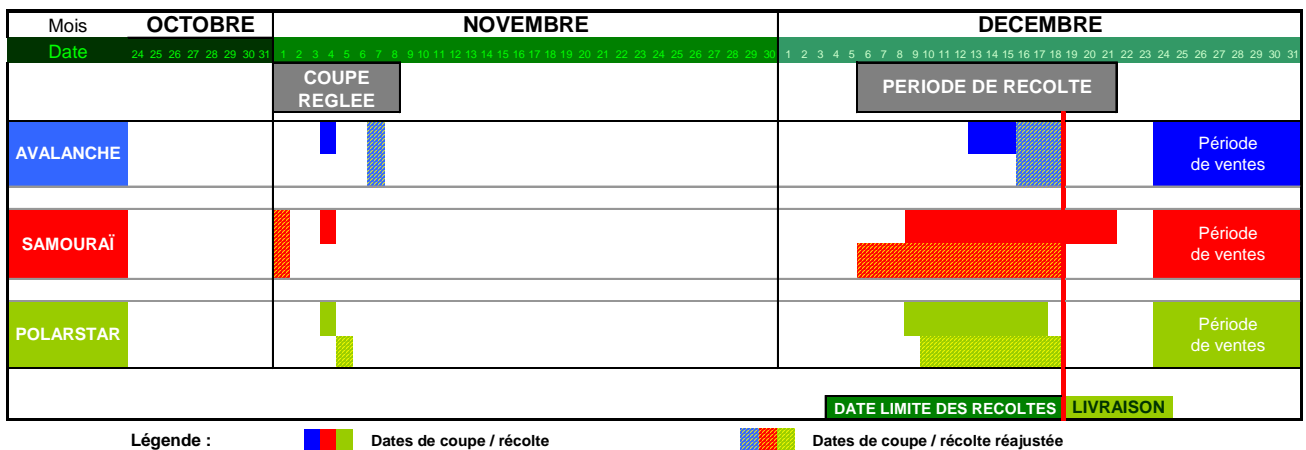 Mois OCTOBRE NOVEMBRE DECEMBRE
Date 24 25 26 27 28 29 30 31 1 2 3 4 5 6 7 8 9 10 11 12 13 14 15 16 17 18 19 20 21 22 23 24 25 26 27 28 29 30 1 2 3 4 5 6 7 8 9 10 11 12 13 14 15 16 17 18 19 20 21 22 23 24 25 26 27 28 29 30 31
COUPE
REGLEE
PERIODE DE RECOLTE
AVALANCHE
Période
de ventes
SAMOURAÏ
Période
de ventes
POLARSTAR
Période
de ventes
DATE LIMITE DES RECOLTES LIVRAISON
Légende : Dates de coupe / récolte Dates de coupe / récolte réajustée